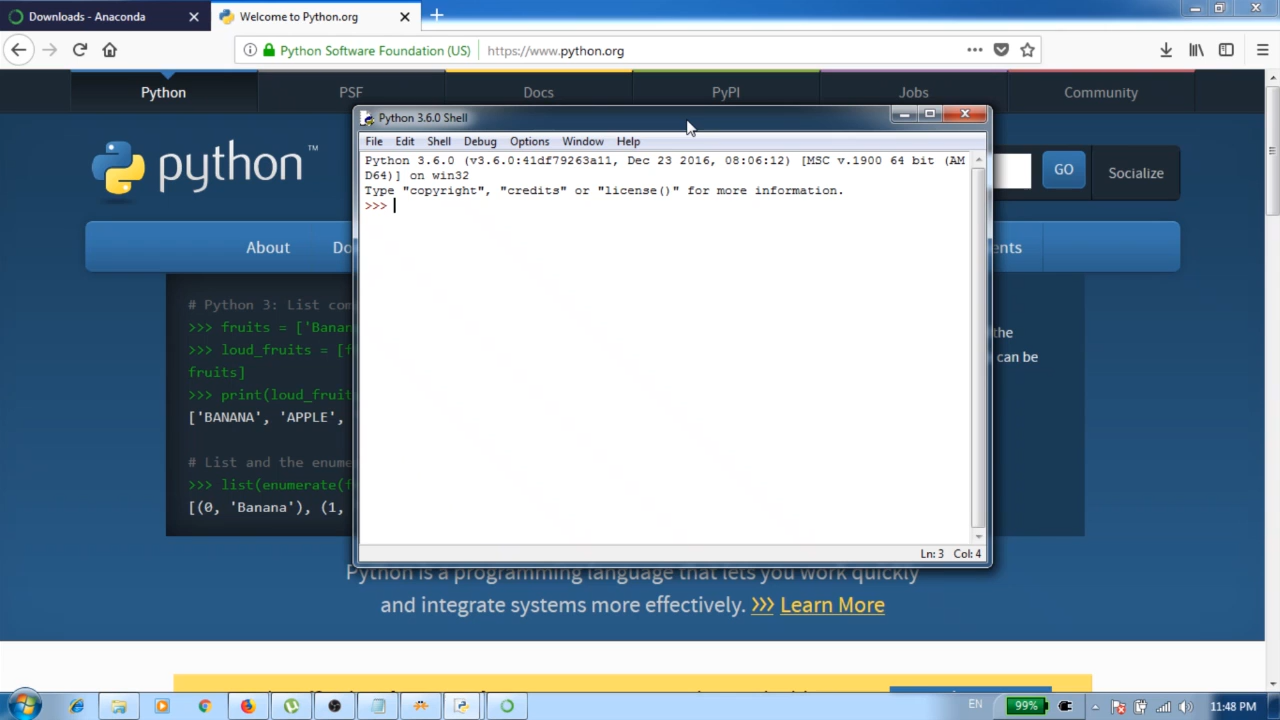 Downloads - Anaconda
Welcome to Python.org
Python Software Foundation (US) https://www.python.org
Python PSF Docs PyPI Jobs Community
python™
GO
Socialize
About
Python 3.6.0 Shell
File Edit Shell Debug Options Window Help
Python 3.6.0 (v3.6.0:41df79263a11, Dec 23 2016, 08:06:12) [MSC v.1900 64 bit (AM
D64)] on win32
Type "copyright", "credits" or "license()" for more information.
>>>
Ln: 3 Col: 4
# Python 3: List com
>>> fruits = ['Banan
>>> loud_fruits = [f
fruits]
>>> print(loud_fruit
['BANANA', 'APPLE',
# List and the enume
>>> list(enumerate(f
[(0, 'Banana'), (1,
the
can be
Python is a programming language that lets you work quickly
and integrate systems more effectively. >>> Learn More
EN 99% 11:48 PM